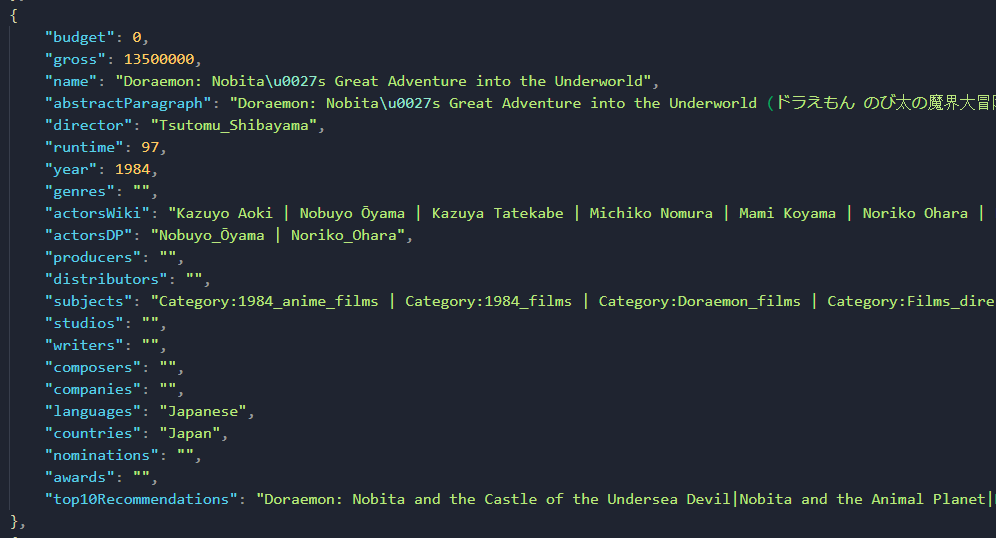 {
"budget": 0,
"gross": 13500000,
"name": "Doraemon: Nobita\u0027s Great Adventure into the Underworld",
"abstractParagraph": "Doraemon: Nobita\u0027s Great Adventure into the Underworld (ドラえもん のび太の魔界大冒
"director": "Tsutomu_Shibayama",
"runtime": 97,
"year": 1984,
"genres": "",
"actorsWiki": "Kazuyo Aoki | Nobuyo Ōyama | Kazuya Tatekabe | Michiko Nomura | Mami Koyama | Noriko Ohara |
"actorsDP": "Nobuyo_Ōyama | Noriko_Ohara",
"producers": "",
"distributors": "",
"subjects": "Category:1984_anime_films | Category:1984_films | Category:Doraemon_films | Category:Films_dire
"studios": "",
"writers": "",
"composers": "",
"companies": "",
"languages": "Japanese",
"countries": "Japan",
"nominations": "",
"awards": "",
"top10Recommendations": "Doraemon: Nobita and the Castle of the Undersea Devil|Nobita and the Animal Planet|
},